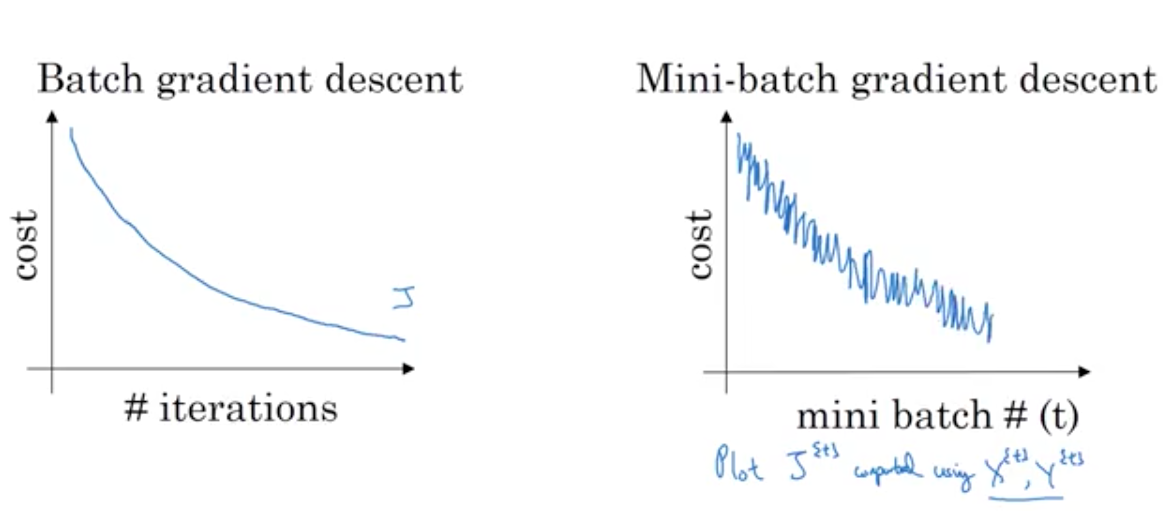 Batch gradient descent
cost
J
# iterations
Mini-batch gradient descent
cost
mini batch # (t)
Plot J^{t} computed using X^{t}, Y^{t}